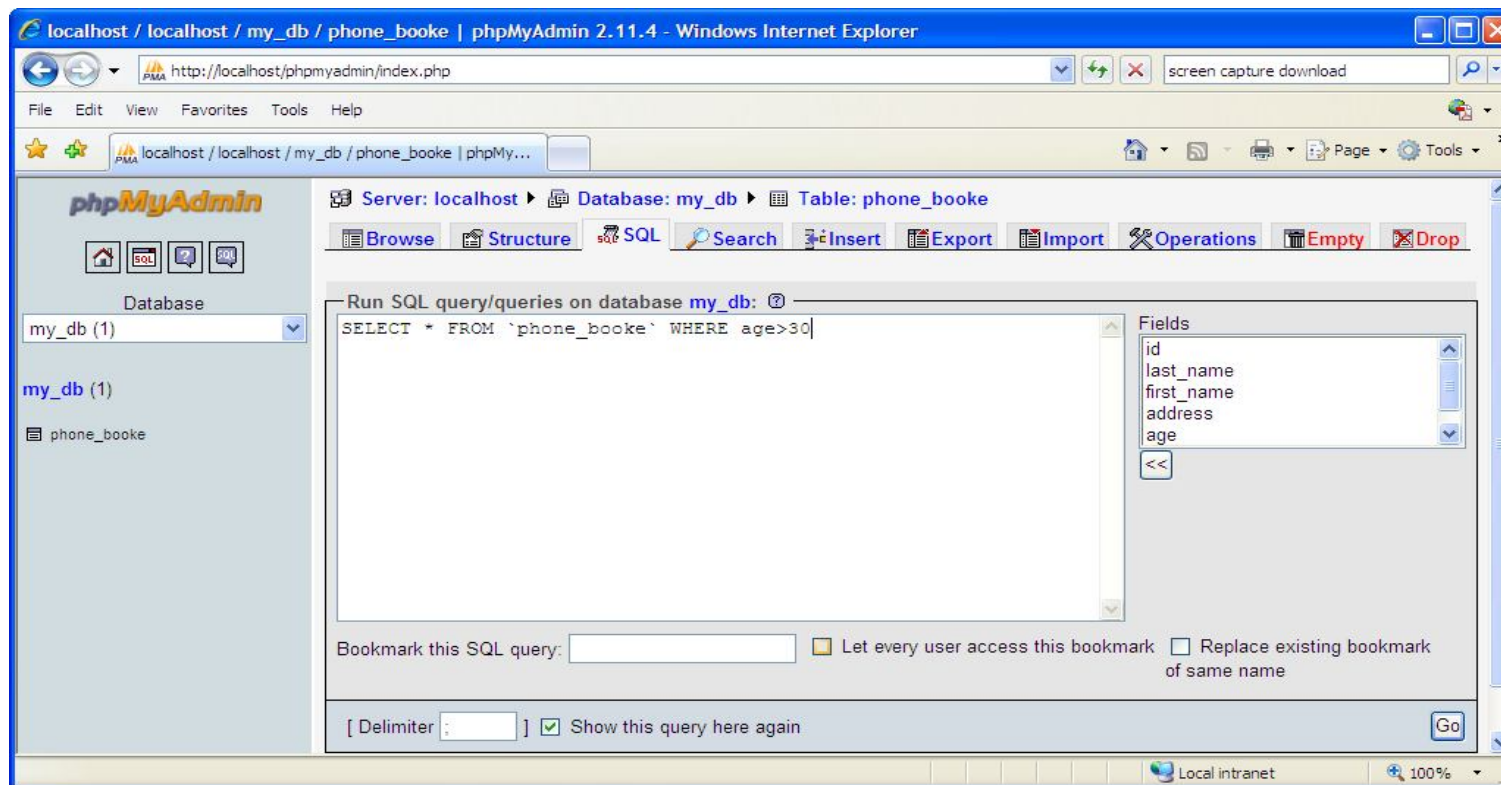 localhost / localhost / my_db / phone_booke | phpMyAdmin 2.11.4 - Windows Internet Explorer
http://localhost/phpmyadmin/index.php
screen capture download
File Edit View Favorites Tools Help
PMA localhost / localhost / my_db / phone_booke | phpMy...
Page Tools
phpMyAdmin
Server: localhost Database: my_db Table: phone_booke
Browse Structure SQL Search Insert Export Import Operations Empty Drop
SQL
Database
my_db (1)
my_db (1)
phone_booke
Run SQL query/queries on database my_db:
SELECT * FROM `phone_booke` WHERE age>30
Fields
id
last_name
first_name
address
age
<<
Bookmark this SQL query: Let every user access this bookmark Replace existing bookmark
of same name
[ Delimiter ; ] Show this query here again Go
Local intranet 100%